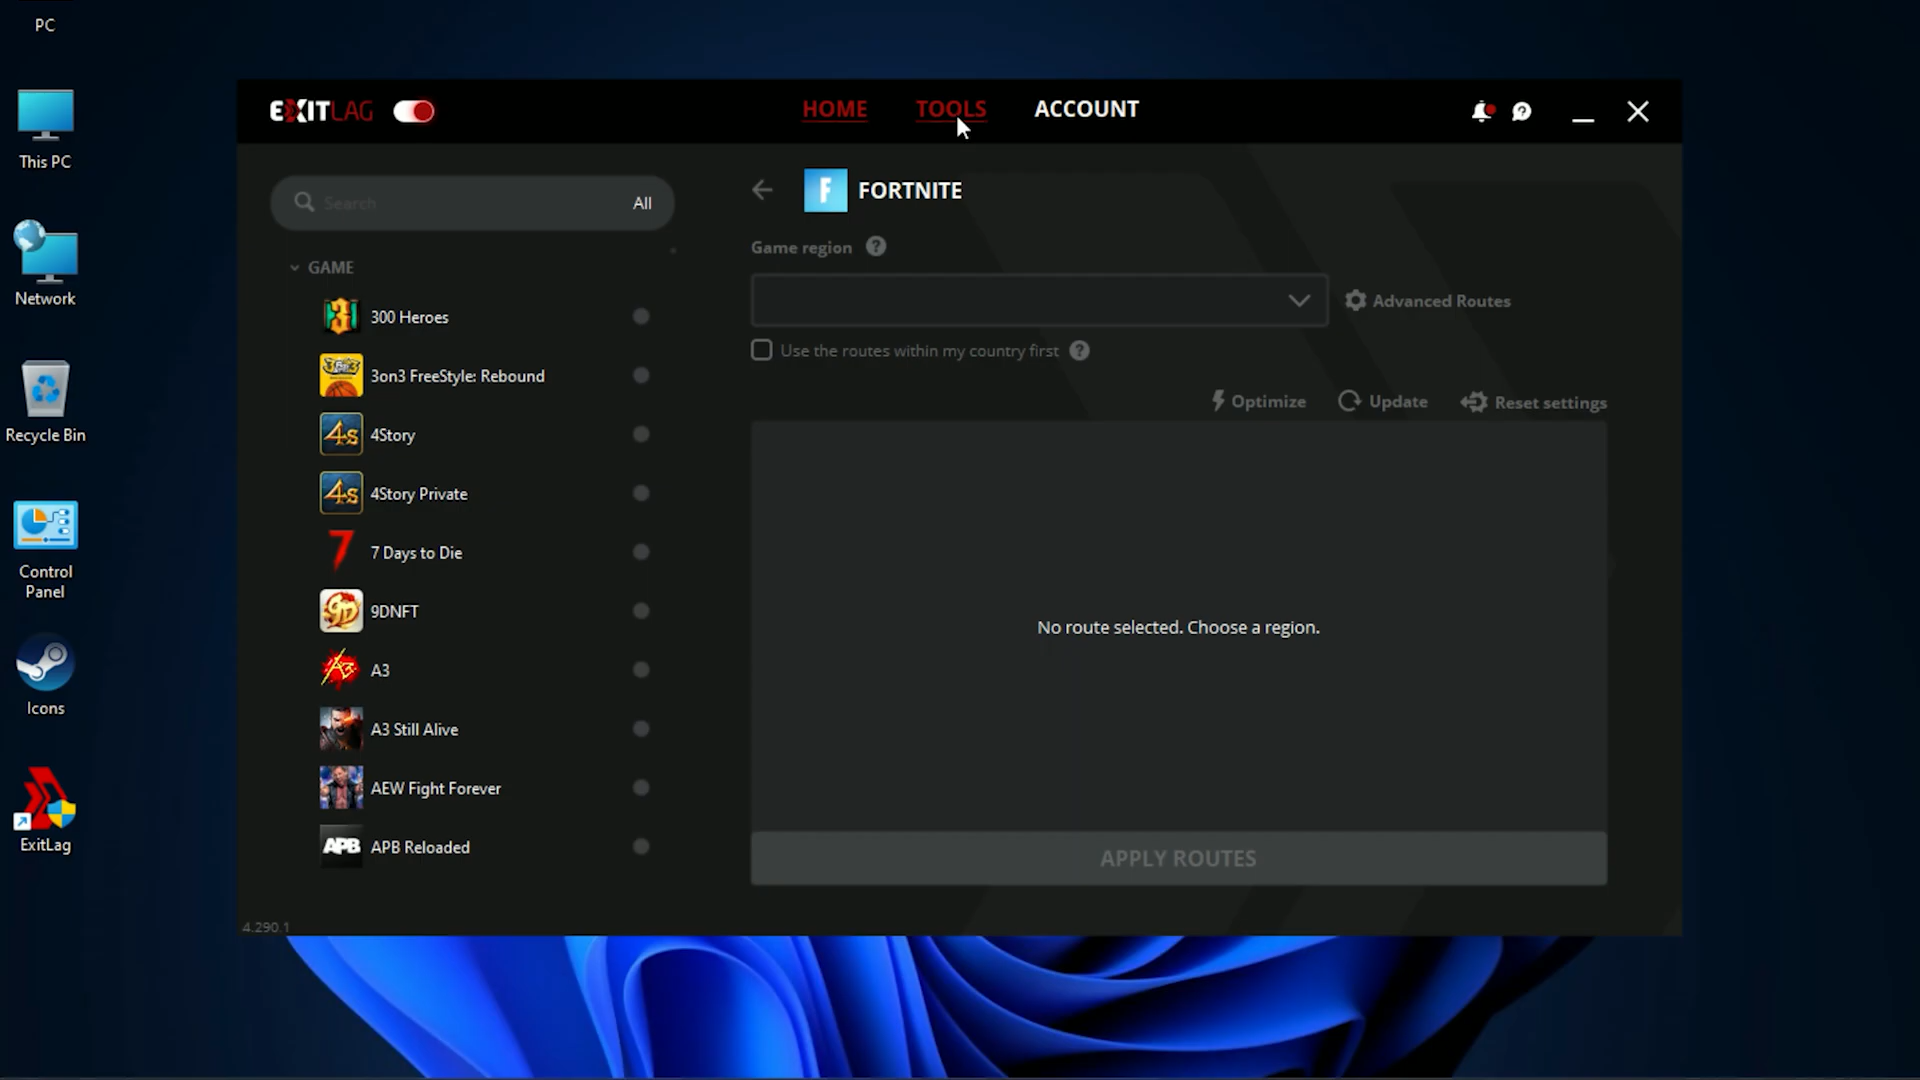 PC
This PC
Network
Recycle Bin
Control
Panel
Icons
ExitLag
EXITLAG
HOME
TOOLS
ACCOUNT
Search
All
GAME
300 Heroes
3on3 FreeStyle: Rebound
4Story
4Story Private
7 Days to Die
9DNFT
A3
A3 Still Alive
AEW Fight Forever
APB
APB Reloaded
4.290.1
F
FORTNITE
Game region ?
Advanced Routes
Use the routes within my country first ?
Optimize
Update
Reset settings
No route selected. Choose a region.
APPLY ROUTES